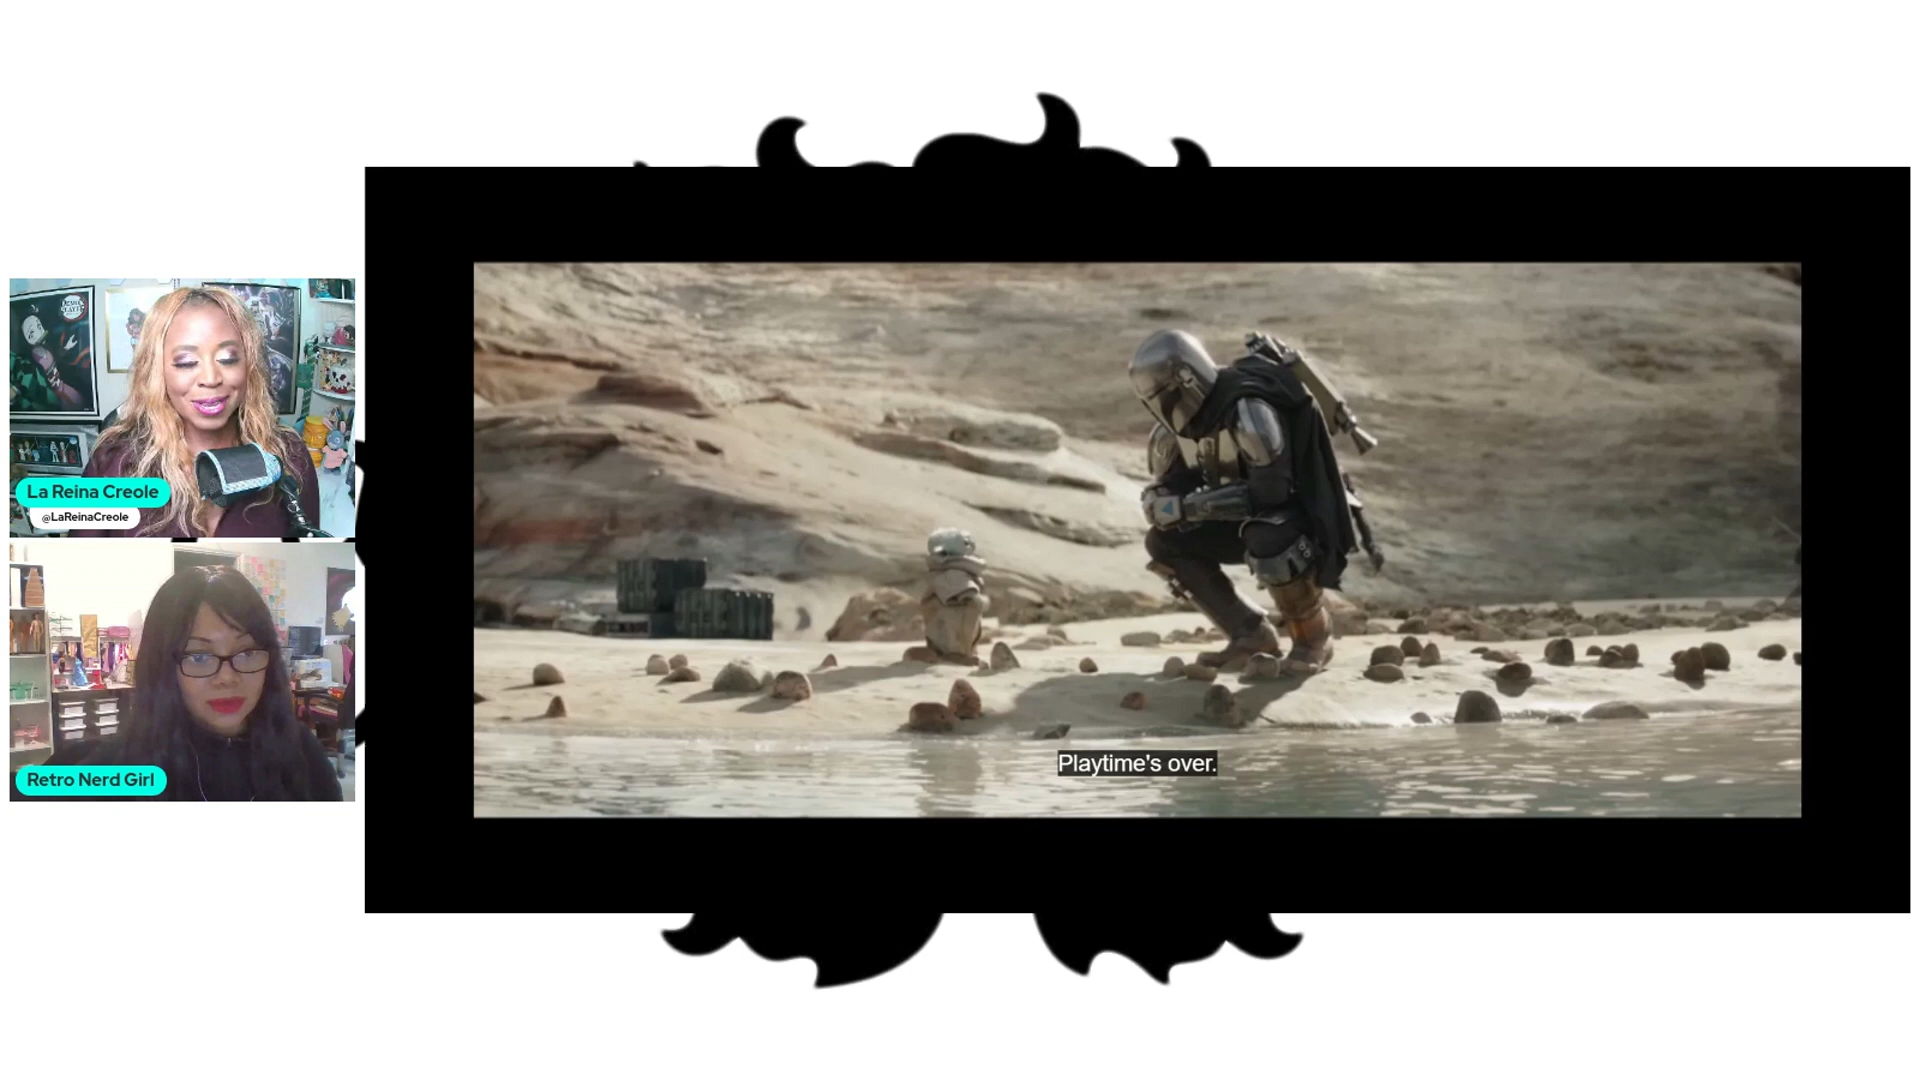 La Reina Creole
@LaReinaCreole
Retro Nerd Girl
Playtime's over.